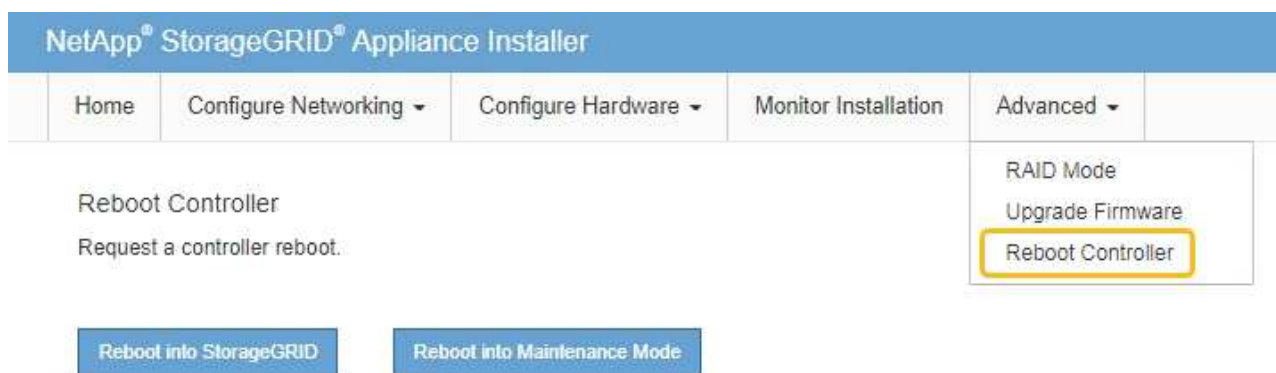 NetApp® StorageGRID® Appliance Installer
Home Configure Networking Configure Hardware Monitor Installation Advanced
RAID Mode
Upgrade Firmware
Reboot Controller
Reboot Controller
Request a controller reboot.
Reboot into StorageGRID Reboot into Maintenance Mode